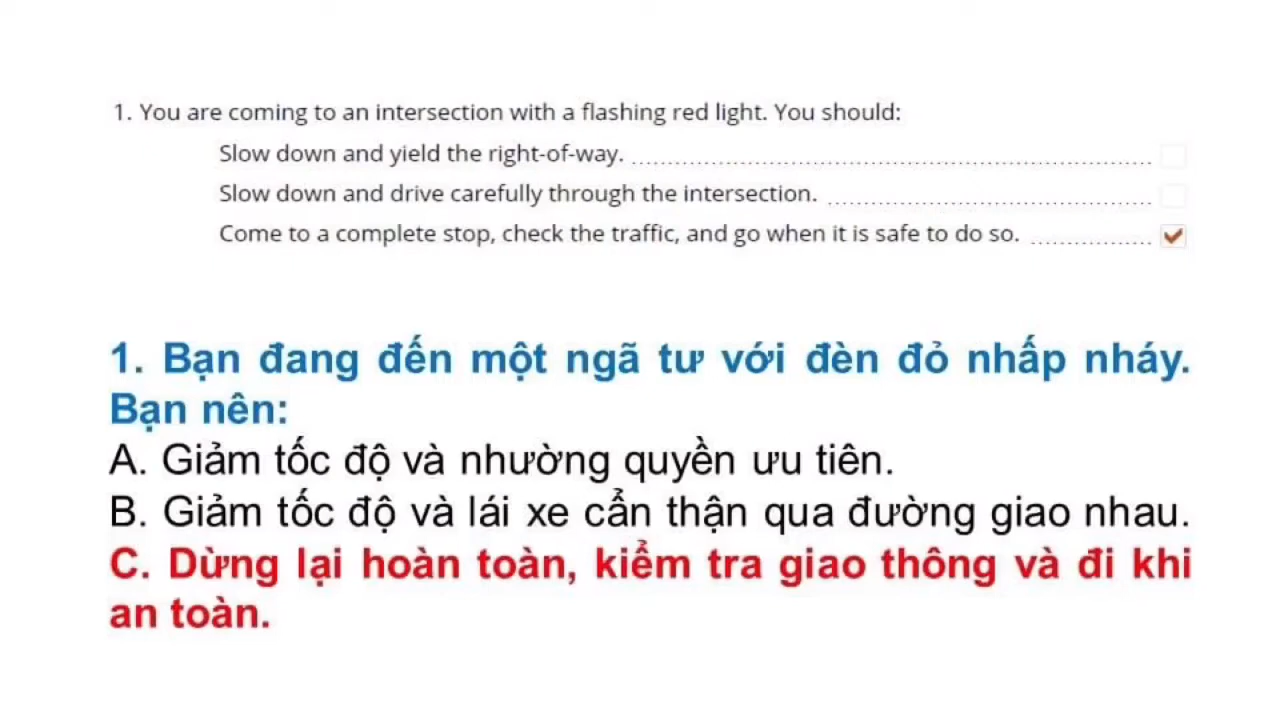 1. You are coming to an intersection with a flashing red light. You should:
Slow down and yield the right-of-way.
Slow down and drive carefully through the intersection.
Come to a complete stop, check the traffic, and go when it is safe to do so.
1. Bạn đang đến một ngã tư với đèn đỏ nhấp nháy.
Bạn nên:
A. Giảm tốc độ và nhường quyền ưu tiên.
B. Giảm tốc độ và lái xe cẩn thận qua đường giao nhau.
C. Dừng lại hoàn toàn, kiểm tra giao thông và đi khi
an toàn.